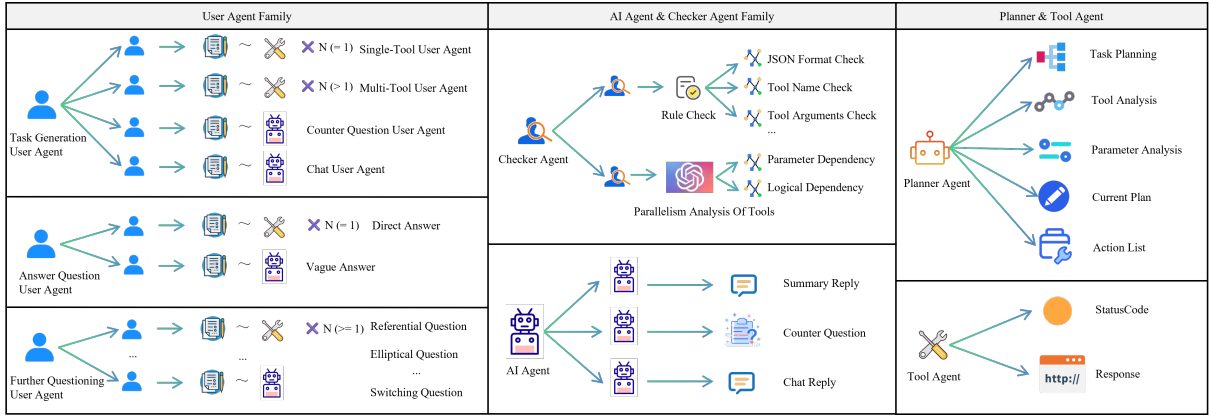 User Agent Family
Task Generation
User Agent
~
N (= 1)
Single-Tool User Agent
~
N (> 1)
Multi-Tool User Agent
~
Counter Question User Agent
~
Chat User Agent
Answer Question
User Agent
~
N (= 1)
Direct Answer
~
Vague Answer
Further Questioning
User Agent
~
N (>= 1)
Referential Question
...
...
Elliptical Question
...
~
Switching Question
AI Agent & Checker Agent Family
Checker Agent
Rule Check
JSON Format Check
Tool Name Check
Tool Arguments Check
...
Parameter Dependency
Logical Dependency
Parallelism Analysis Of Tools
AI Agent
Summary Reply
Counter Question
?
Chat Reply
Planner & Tool Agent
Planner Agent
Task Planning
Tool Analysis
Parameter Analysis
Current Plan
Action List
Tool Agent
StatusCode
http://
Response